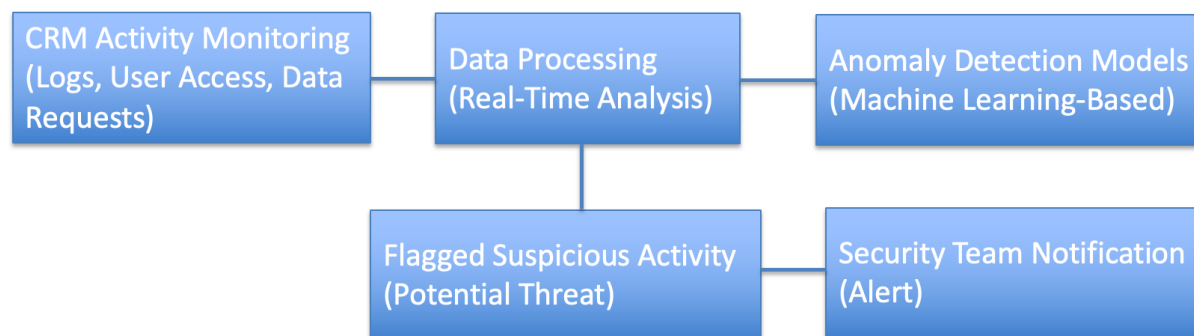 CRM Activity Monitoring
(Logs, User Access, Data
Requests)
Data Processing
(Real-Time Analysis)
Anomaly Detection Models
(Machine Learning-Based)
Flagged Suspicious Activity
(Potential Threat)
Security Team Notification
(Alert)